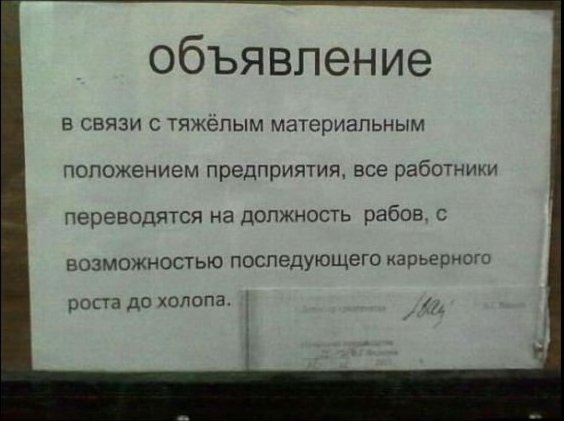 объявление
в связи с тяжёлым материальным
положением предприятия, все работники
переводятся на должность рабов, с
возможностью последующего карьерного
роста до холопа.